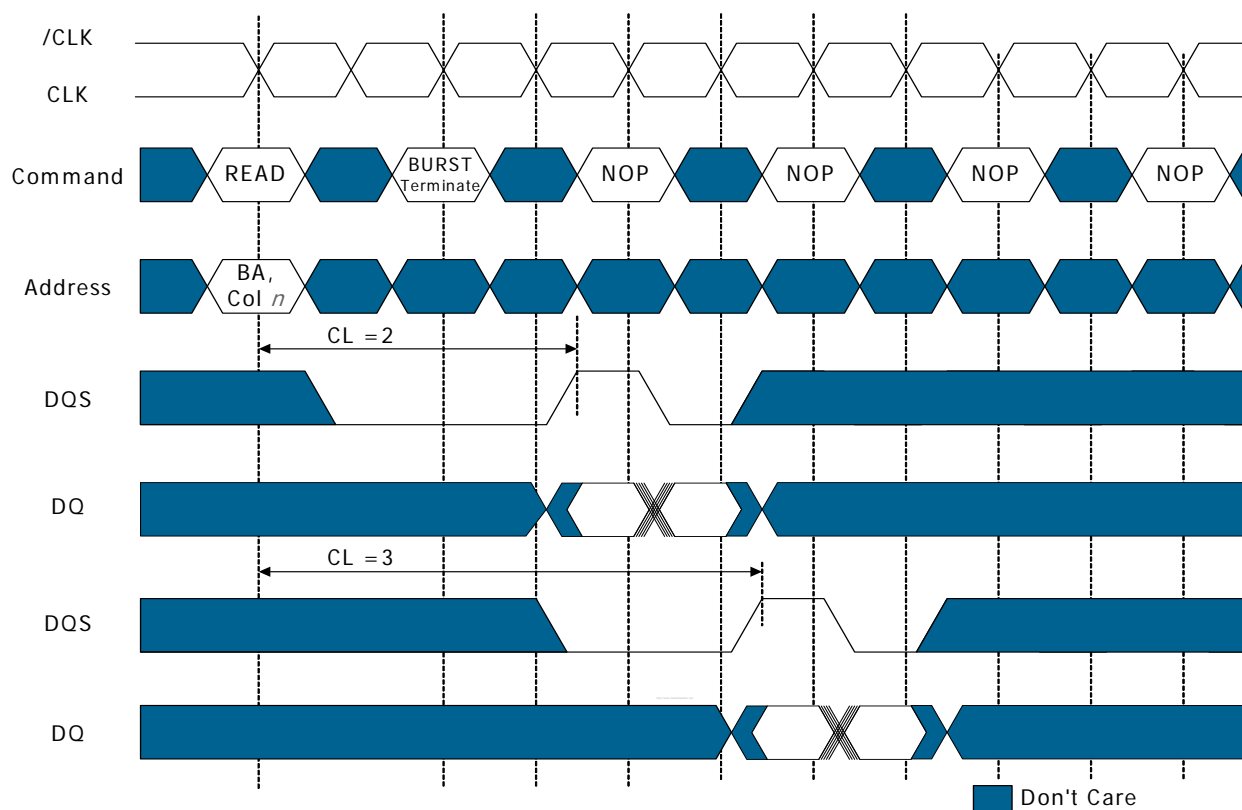 /CLK
CLK
Command
READ
BURST
Terminate
NOP
NOP
NOP
NOP
Address
BA,
Col n
CL =2
DQS
DQ
CL =3
DQS
DQ
Don't Care